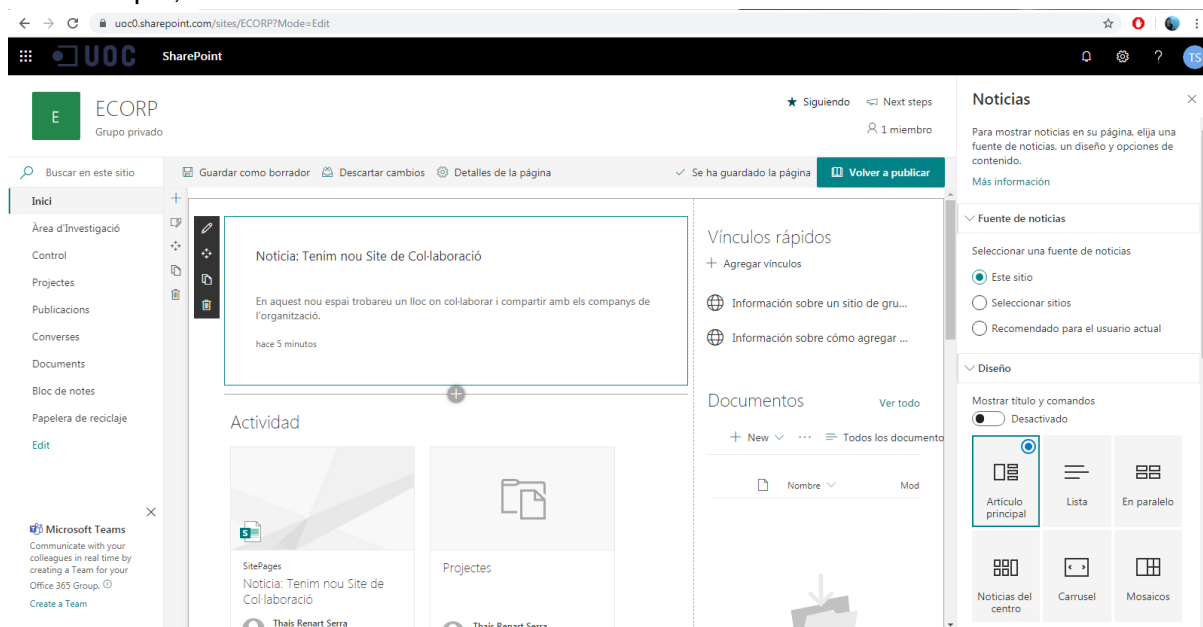 uoc0.sharepoint.com/sites/ECORP?Mode=Edit
UOC
SharePoint
?
TS
E
ECORP
Grupo privado
★ Siguiendo
Next steps
1 miembro
Buscar en este sitio
Guardar como borrador
Descartar cambios
Detalles de la página
Se ha guardado la página
Volver a publicar
Inici
Àrea d'Investigació
Control
Projectes
Publicacions
Converses
Documents
Bloc de notes
Papelera de reciclaje
Edit
Microsoft Teams
Communicate with your
colleagues in real time by
creating a Team for your
Office 365 Group.
Create a Team
Noticia: Tenim nou Site de Col·laboració
En aquest nou espai trobareu un lloc on col·laborar i compartir amb els companys de
l'organització.
hace 5 minutos
Actividad
S
SitePages
Noticia: Tenim nou Site de
Col·laboració
Thais Renart Serra
Projectes
Thais Renart Serra
Vínculos rápidos
+ Agregar vínculos
Información sobre un sitio de gru...
Información sobre cómo agregar ...
Documentos
Ver todo
+ New
··· Todos los documento
Nombre
Mod
Noticias
Para mostrar noticias en su página, elija una
fuente de noticias, un diseño y opciones de
contenido.
Más información
Fuente de noticias
Seleccionar una fuente de noticias
Este sitio
Seleccionar sitios
Recomendado para el usuario actual
Diseño
Mostrar título y comandos
Desactivado
Artículo
principal
Lista
En paralelo
Noticias del
centro
Carrusel
Mosaicos